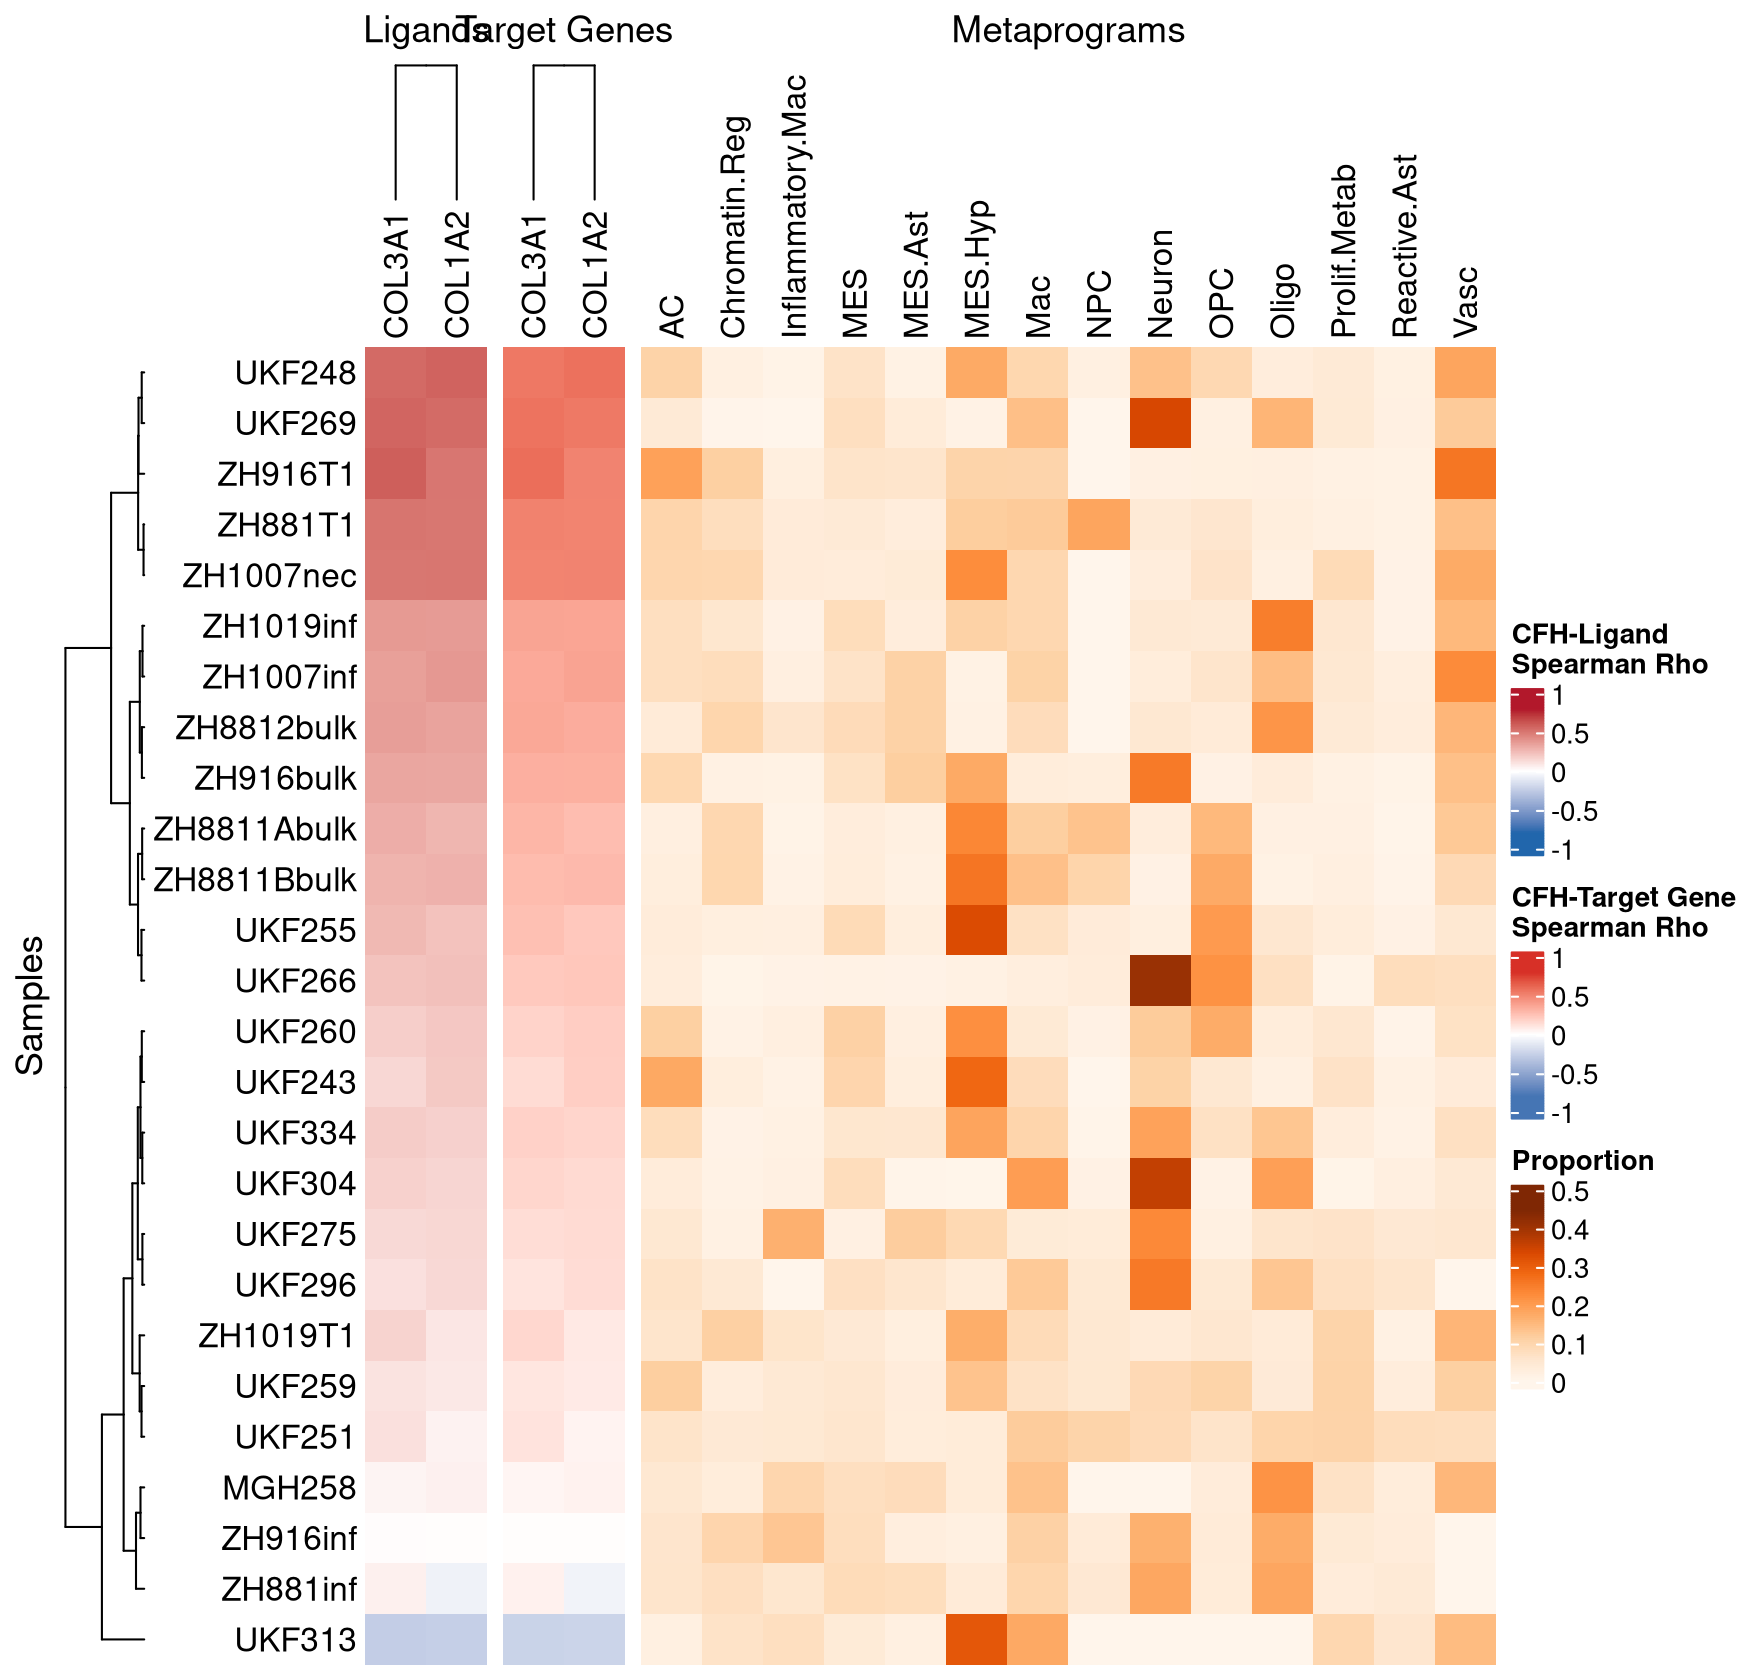 Ligands
Target Genes
Metaprograms
COL3A1
COL1A2
COL3A1
COL1A2
AC
Chromatin.Reg
Inflammatory.Mac
MES
MES.Ast
MES.Hyp
Mac
NPC
Neuron
OPC
Oligo
Prolif.Metab
Reactive.Ast
Vasc
Samples
UKF248
UKF269
ZH916T1
ZH881T1
ZH1007nec
ZH1019inf
ZH1007inf
ZH8812bulk
ZH916bulk
ZH8811Abulk
ZH8811Bbulk
UKF255
UKF266
UKF260
UKF243
UKF334
UKF304
UKF275
UKF296
ZH1019T1
UKF259
UKF251
MGH258
ZH916inf
ZH881inf
UKF313
CFH-Ligand
Spearman Rho
1
0.5
0
-0.5
-1
CFH-Target Gene
Spearman Rho
1
0.5
0
-0.5
-1
Proportion
0.5
0.4
0.3
0.2
0.1
0